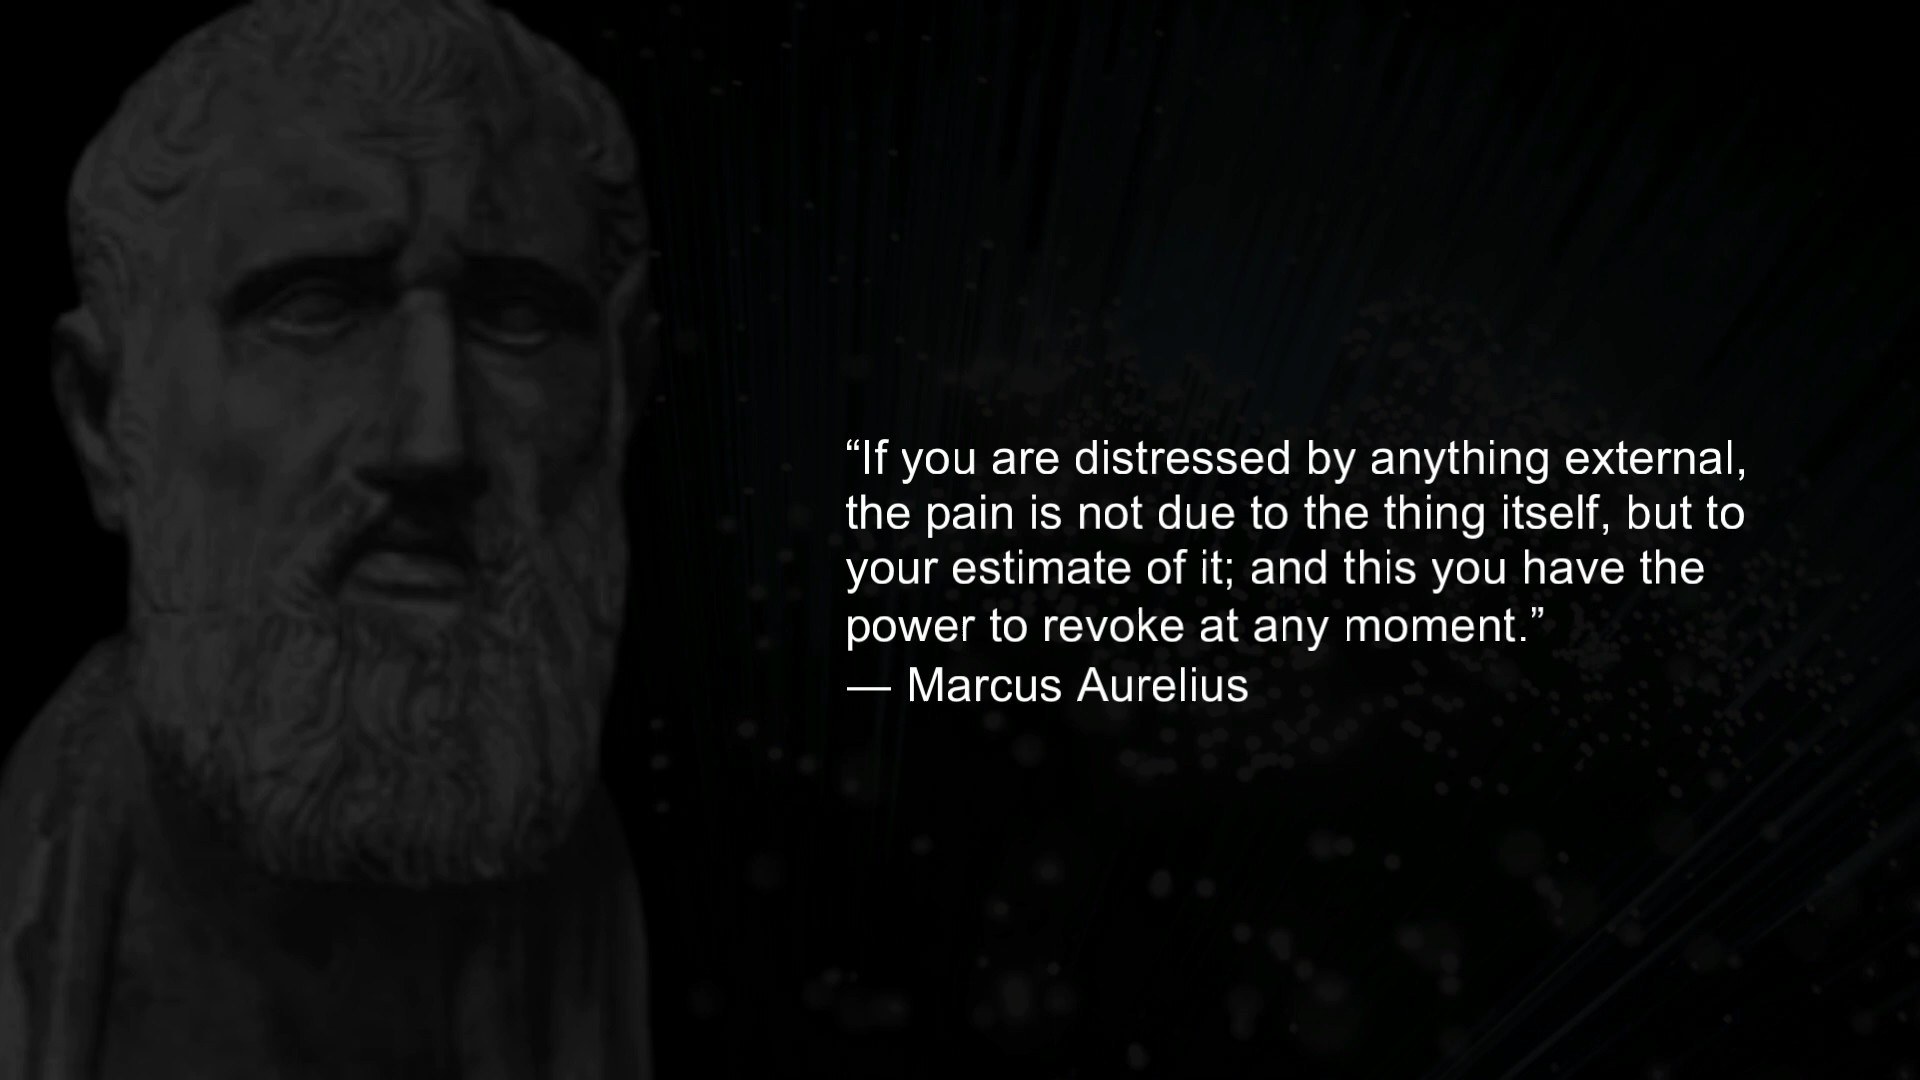 “If you are distressed by anything external,
the pain is not due to the thing itself, but to
your estimate of it; and this you have the
power to revoke at any moment.”
— Marcus Aurelius